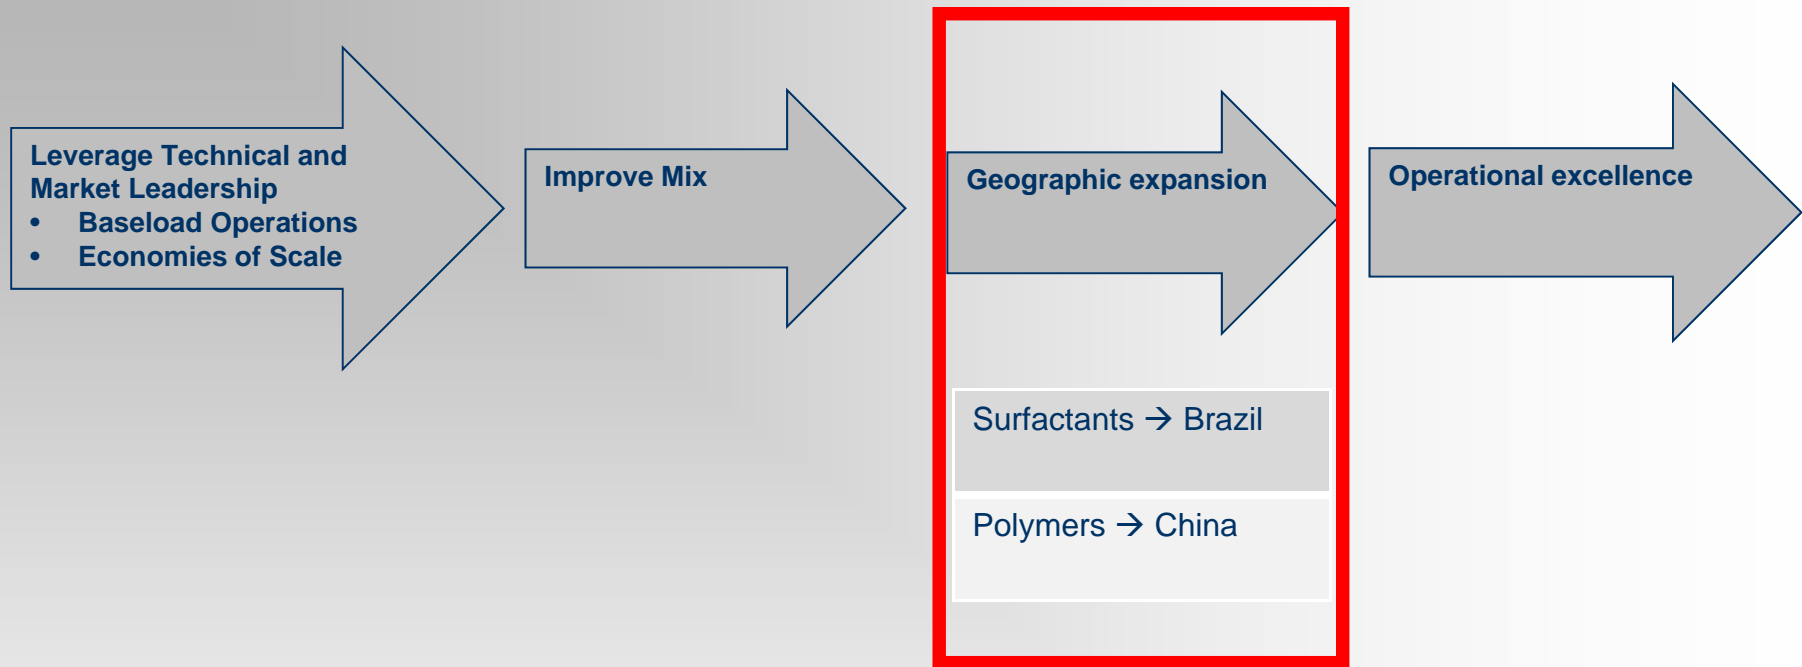 Leverage Technical and
Market Leadership
• Baseload Operations
• Economies of Scale
Improve Mix
Geographic expansion
Operational excellence
Surfactants → Brazil
Polymers → China